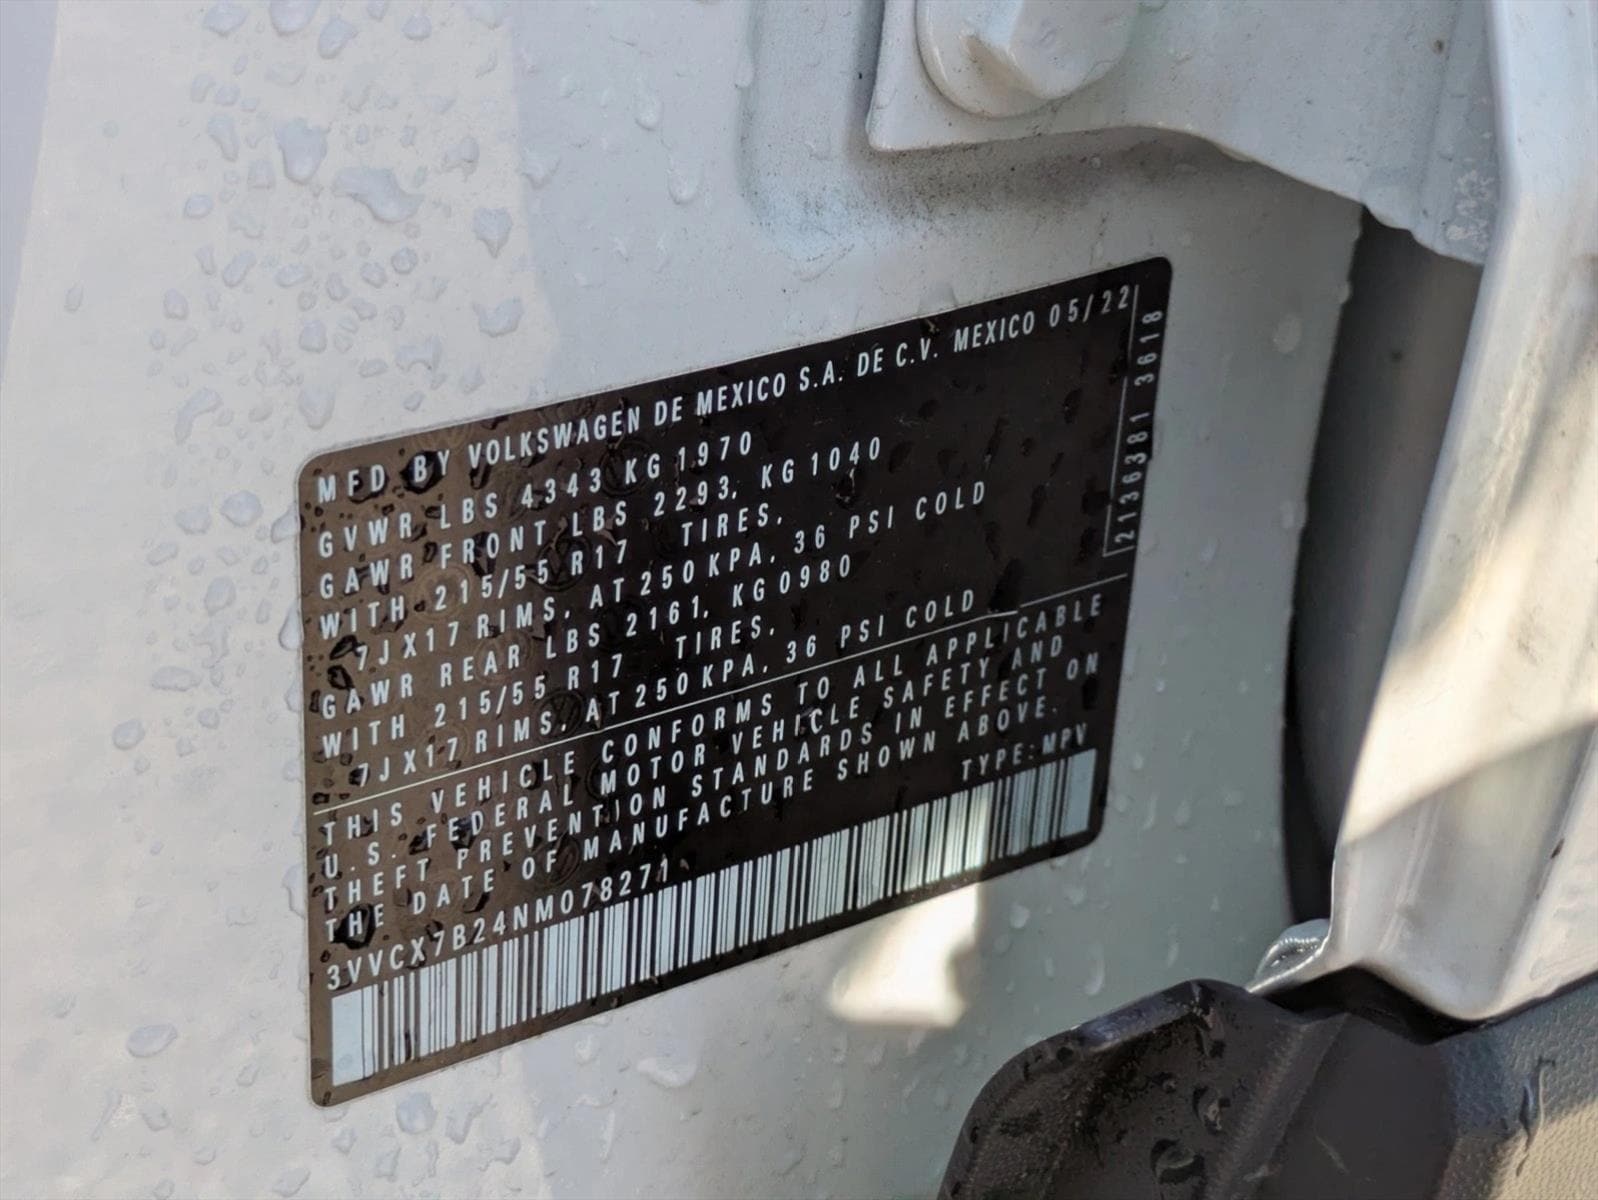 MFD BY VOLKSWAGEN DE MEXICO S.A. DE C.V. MEXICO 05/22
GVWR LBS 4343 KG 1970
GAWR FRONT LBS 2293, KG 1040
WITH 215/55 R17 TIRES,
7JX17 RIMS, AT 250 KPA, 36 PSI COLD
GAWR REAR LBS 2161, KG 0980
WITH 215/55 R17 TIRES,
7JX17 RIMS, AT 250 KPA, 36 PSI COLD
THIS VEHICLE CONFORMS TO ALL APPLICABLE
U.S. FEDERAL MOTOR VEHICLE SAFETY AND
THEFT PREVENTION STANDARDS IN EFFECT ON
THE DATE OF MANUFACTURE SHOWN ABOVE.
3VVCX7B24NM078271 TYPE: MPV
21363381 3618